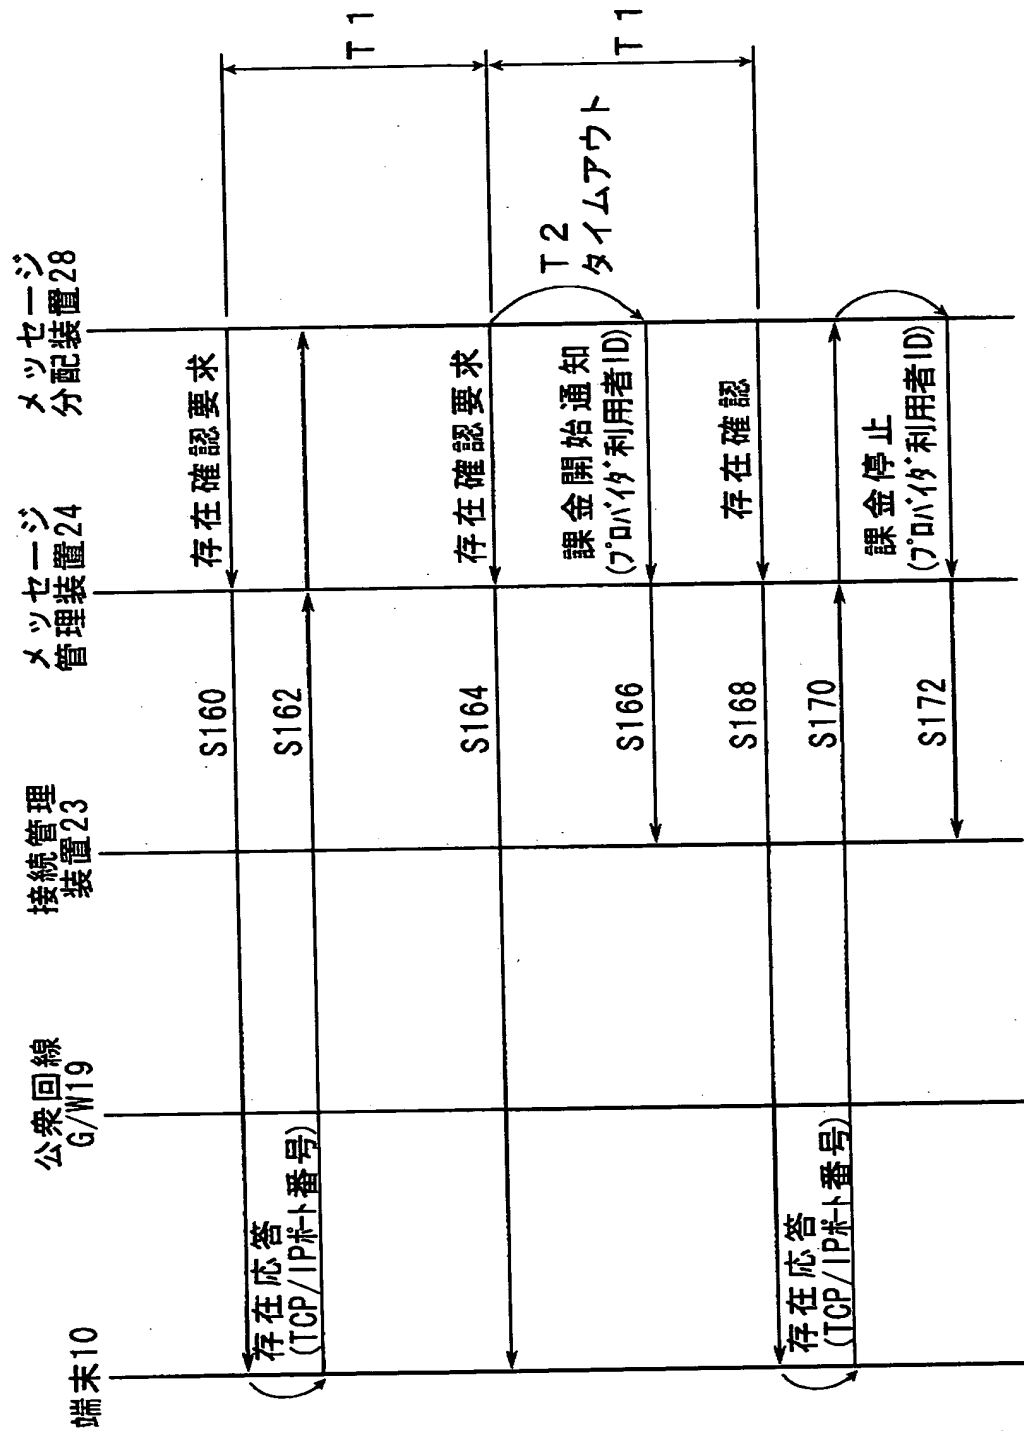 端末10
公衆回線
G/W19
接続管理
装置23
メッセージ
管理装置24
メッセージ
分配装置28
S160
存在確認要求
T1
存在応答
(TCP/IPポート番号)
S162
S164
存在確認要求
T2
タイムアウト
T1
S166
課金開始通知
(プロバイダ利用者ID)
S168
存在確認
存在応答
(TCP/IPポート番号)
S170
S172
課金停止
(プロバイダ利用者ID)